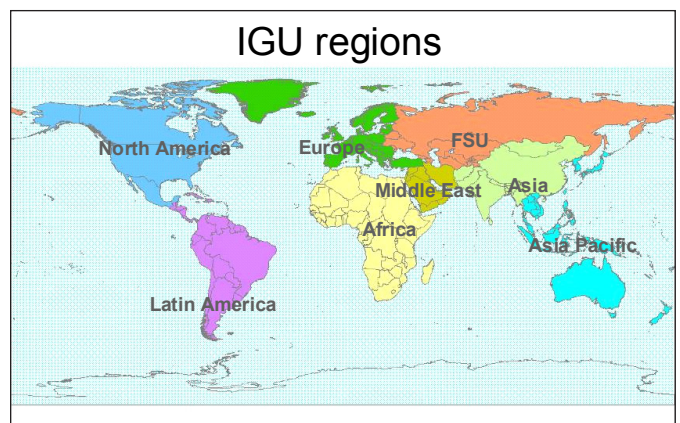 IGU regions
North America
Europe
FSU
Middle East
Asia
Africa
Asia Pacific
Latin America